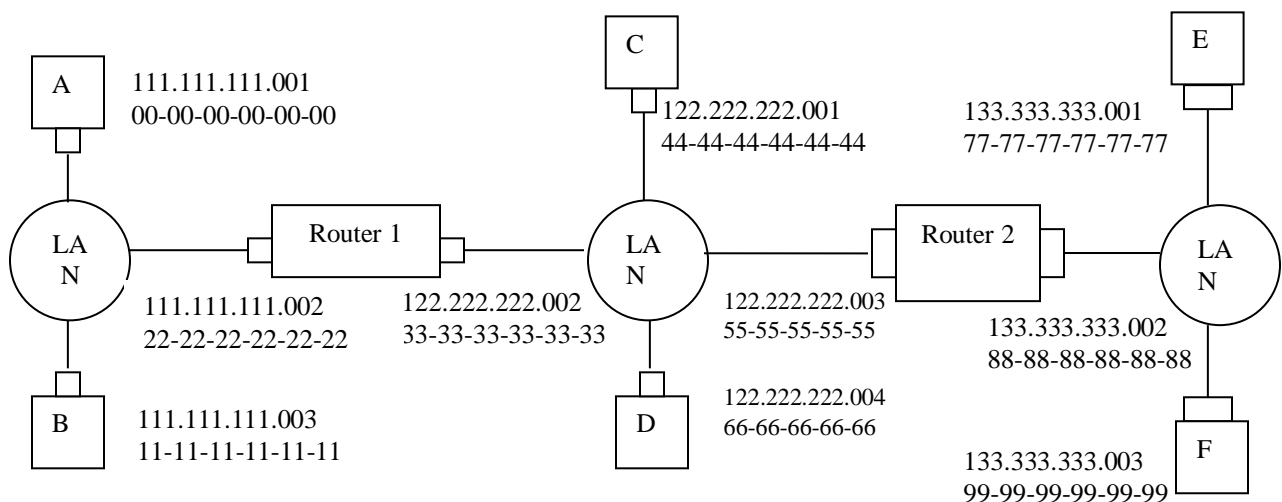 A
111.111.111.001
00-00-00-00-00-00
C
122.222.222.001
44-44-44-44-44-44
E
133.333.333.001
77-77-77-77-77-77
LA
N
Router 1
LA
N
Router 2
LA
N
111.111.111.002
22-22-22-22-22-22
122.222.222.002
33-33-33-33-33-33
122.222.222.003
55-55-55-55-55
133.333.333.002
88-88-88-88-88-88
B
111.111.111.003
11-11-11-11-11-11
D
122.222.222.004
66-66-66-66-66
F
133.333.333.003
99-99-99-99-99-99